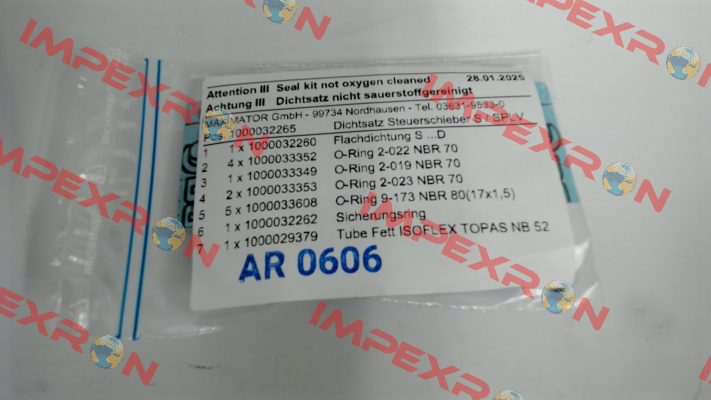 Attention III Seal kit not oxygen cleaned 28.01.2025
Achtung III Dichtsatz nicht sauerstoffgereinigt
MAXIMATOR GmbH - 99734 Nordhausen - Tel. 03631-9533-0
Pos 1000032265 Dichtsatz Steuerschieber S
1 1 x 1000032260 Flachdichtung S ...D
2 4 x 1000033352 O-Ring 2-022 NBR 70
3 1 x 1000033349 O-Ring 2-019 NBR 70
4 2 x 1000033353 O-Ring 2-023 NBR 70
5 5 x 1000033608 O-Ring 9-173 NBR 80(17x1,5)
6 1 x 1000032262 Sicherungsring
7 1 x 1000029379 Tube Fett ISOFLEX TOPAS NB 52
AR 0606
IMPEXRON
IMPEXRON
IMPEXRON
IMPEXRON
IMPEXRON
IMPEXRON